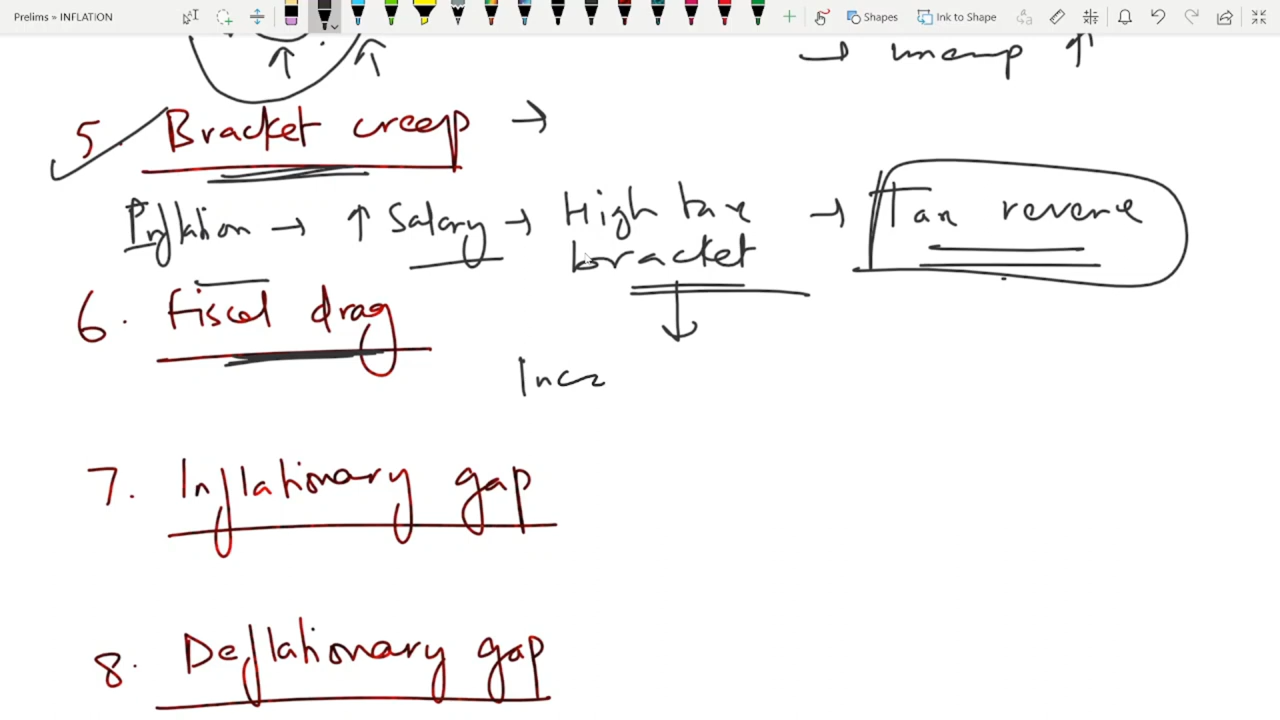 Prelims » INFLATION
Shapes
Ink to Shape
→ unemp ↑
5. Bracket creep →
Inflation → ↑ Salary → High tax bracket → Tax revenue
6. Fiscal drag
Inco
7. Inflationary gap
8. Deflationary gap